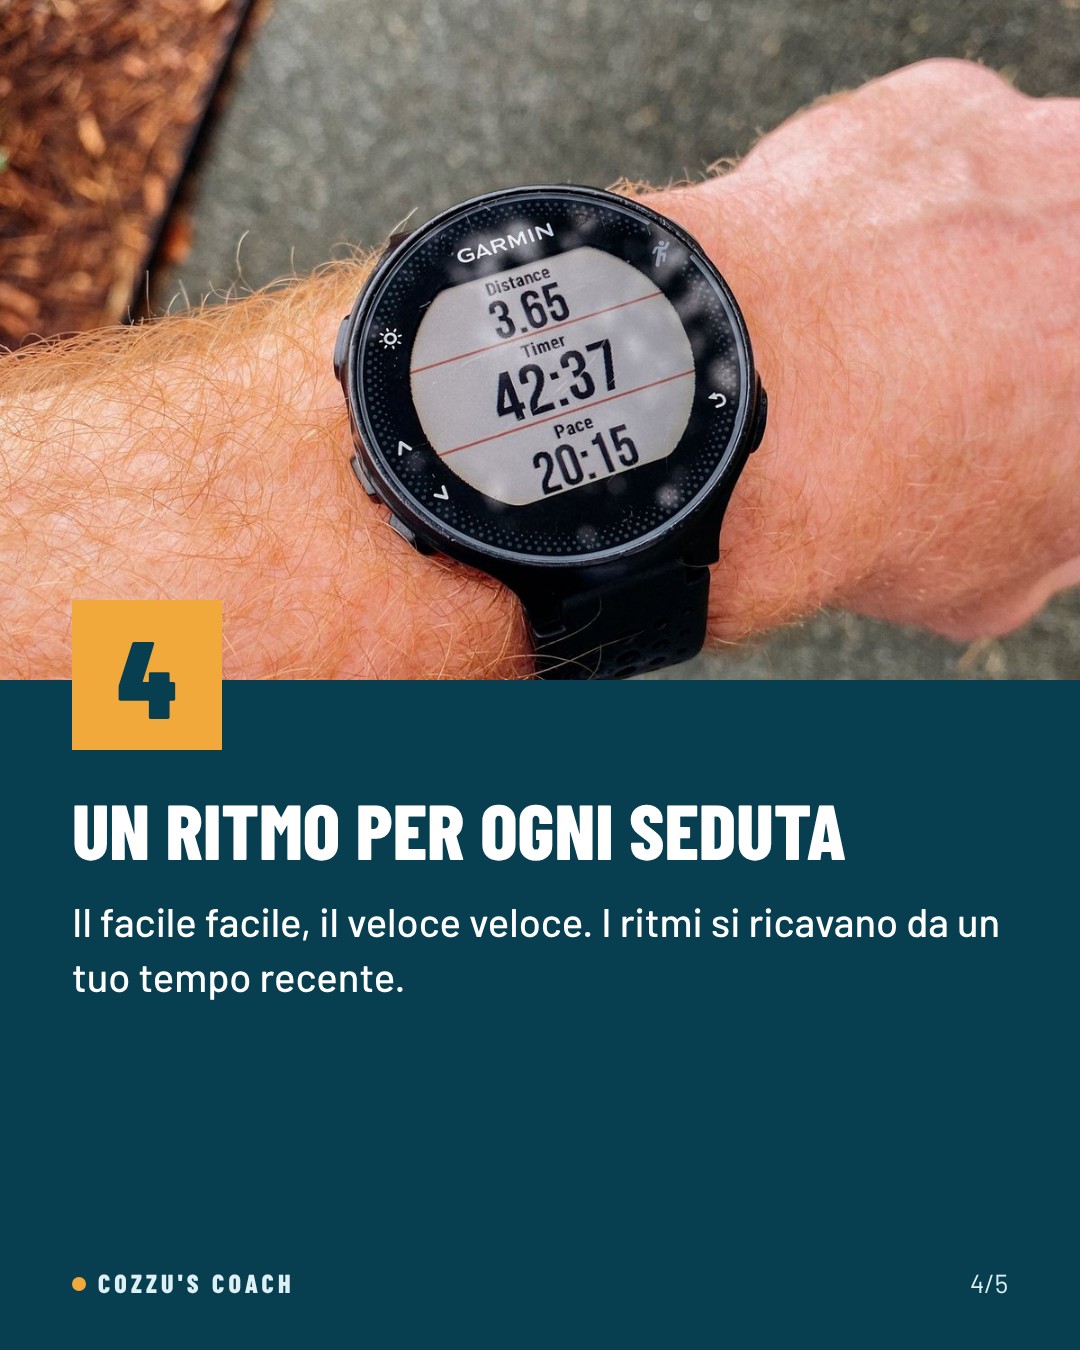 GARMIN
Distance
3.65
Timer
42:37
Pace
20:15
4
UN RITMO PER OGNI SEDUTA
Il facile facile, il veloce veloce. I ritmi si ricavano da un
tuo tempo recente.
COZZU'S COACH
4/5